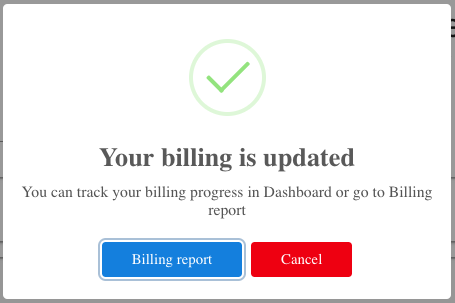 Your billing is updated
You can track your billing progress in Dashboard or go to Billing
report
Billing report
Cancel